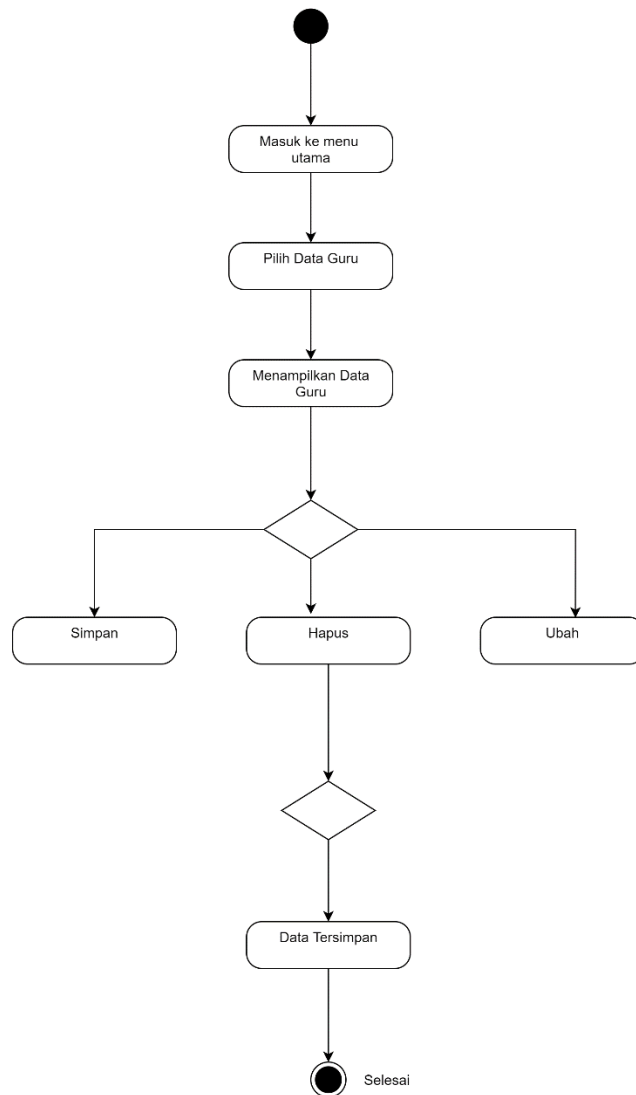 Masuk ke menu
utama
Pilih Data Guru
Menampilkan Data
Guru
Simpan
Hapus
Ubah
Data Tersimpan
Selesai